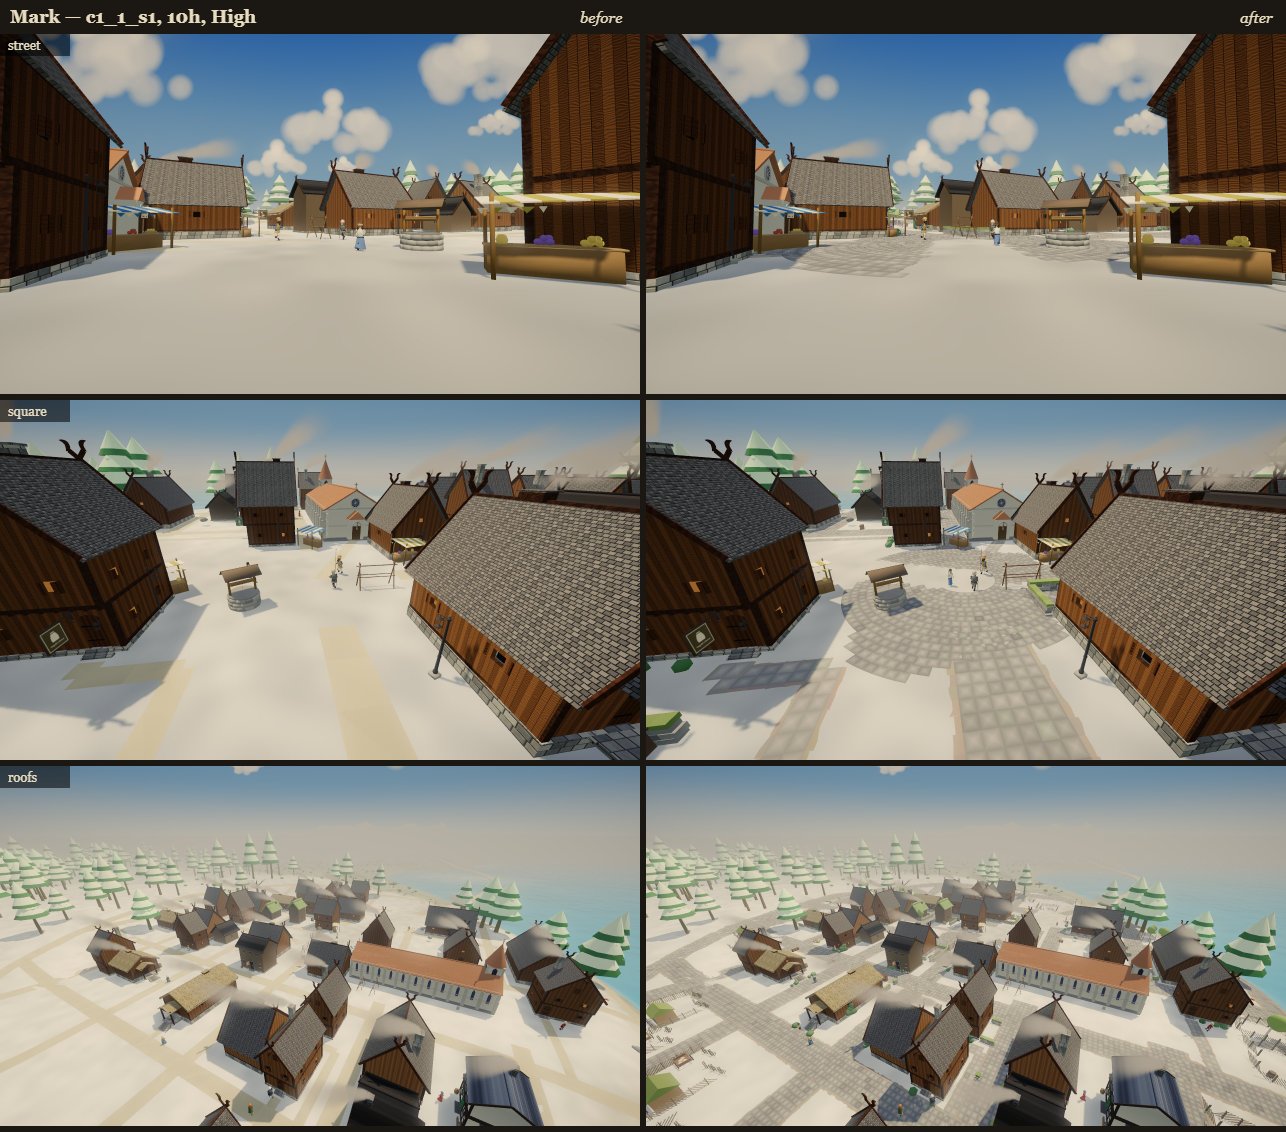 Mark — c1_1_s1, 10h, High
before
after
street
square
roofs